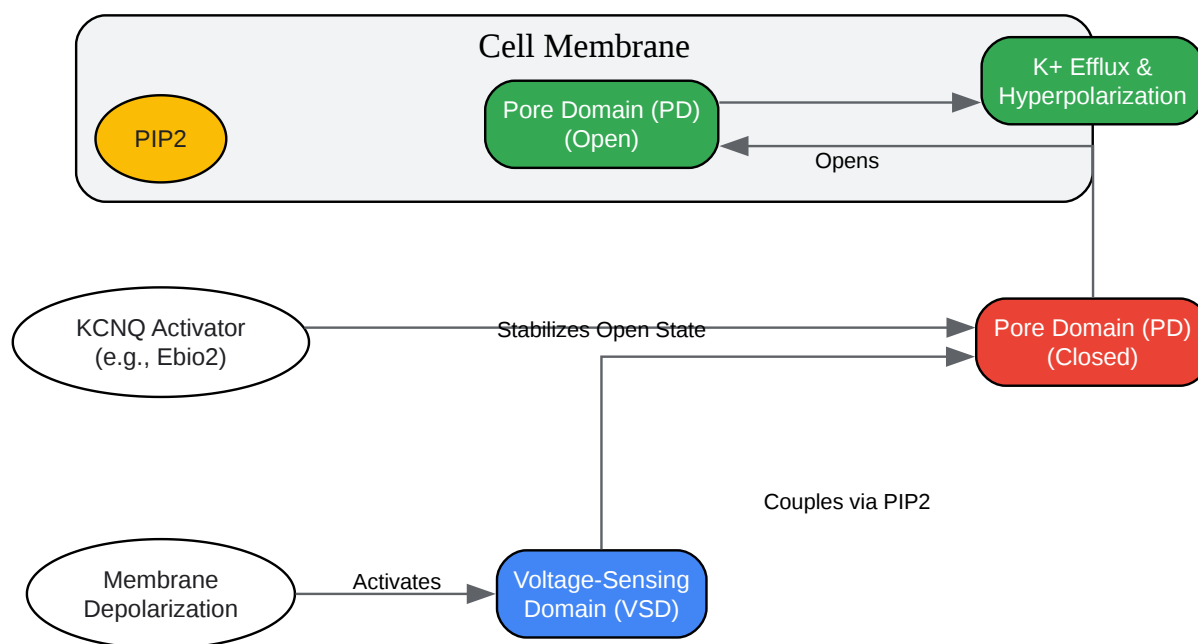 Cell Membrane
K+ Efflux &
Hyperpolarization
Pore Domain (PD)
(Open)
PIP2
Opens
KCNQ Activator
(e.g., Ebio2)
Stabilizes Open State
Pore Domain (PD)
(Closed)
Couples via PIP2
Membrane
Depolarization
Activates
Voltage-Sensing
Domain (VSD)